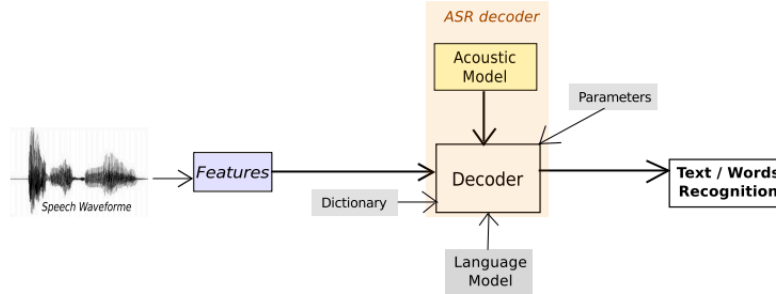 ASR decoder
Acoustic
Model
Parameters
Features
Decoder
Text / Words
Recognition
Speech Waveforme
Dictionary
Language
Model